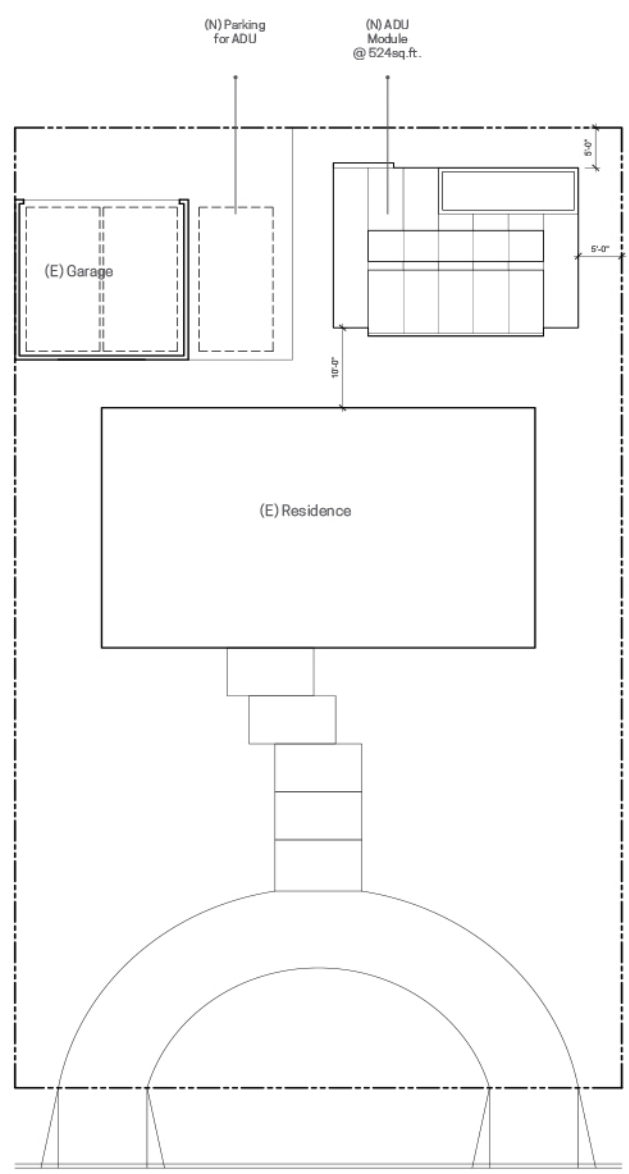 (N) Parking
for ADU
(N) ADU
Module
@ 524sq.ft.
5'-0"
5'-0"
(E) Garage
10'-0"
(E) Residence